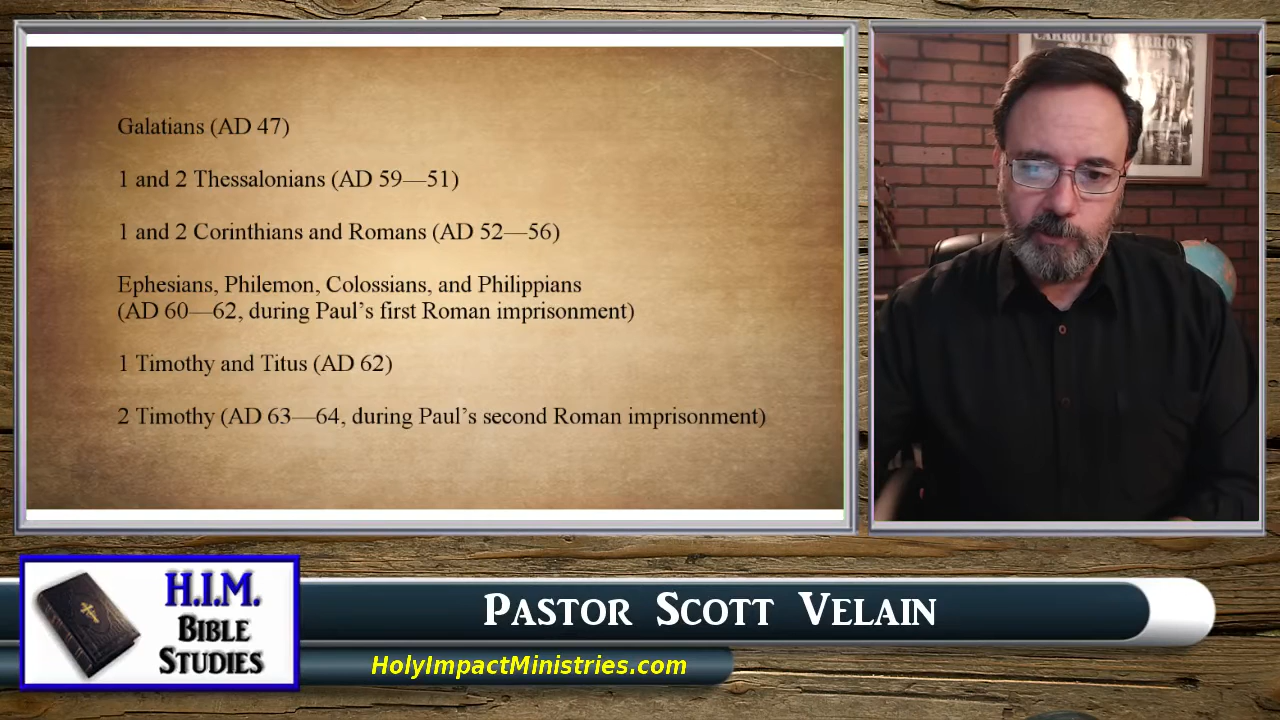 Galatians (AD 47)
1 and 2 Thessalonians (AD 59—51)
1 and 2 Corinthians and Romans (AD 52—56)
Ephesians, Philemon, Colossians, and Philippians
(AD 60—62, during Paul's first Roman imprisonment)
1 Timothy and Titus (AD 62)
2 Timothy (AD 63—64, during Paul's second Roman imprisonment)
CARROLLTON WARRIORS
H.I.M.
BIBLE
STUDIES
PASTOR SCOTT VELAIN
HolyImpactMinistries.com